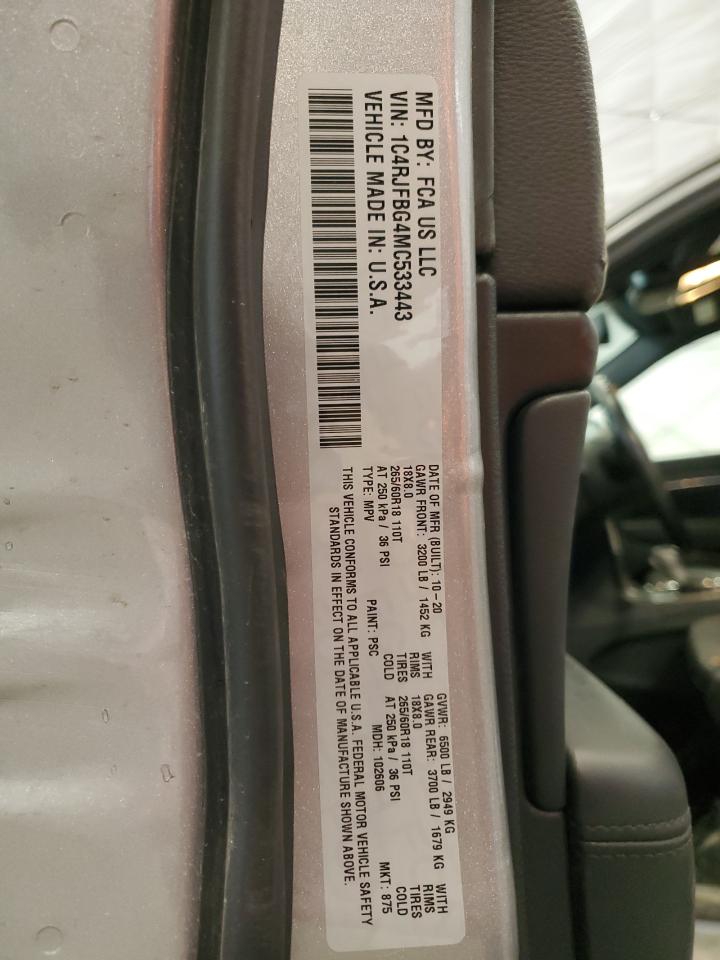 MFD BY: FCA US LLC
VIN: 1C4RJFBG4MC533443
VEHICLE MADE IN: U.S.A.
DATE OF MFR (BUILT): 10-20 GVWR: 6500 LB / 2949 KG
GAWR FRONT: 3200 LB / 1452 KG WITH GAWR REAR: 3700 LB / 1679 KG WITH
18X8.0 RIMS 18X8.0 RIMS
265/60R18 110T TIRES 265/60R18 110T TIRES
AT 250 kPa / 36 PSI COLD AT 250 kPa / 36 PSI COLD
TYPE: MPV PAINT: PSC MDH: 102606 MKT: 875
THIS VEHICLE CONFORMS TO ALL APPLICABLE U.S.A. FEDERAL MOTOR VEHICLE SAFETY
STANDARDS IN EFFECT ON THE DATE OF MANUFACTURE SHOWN ABOVE.